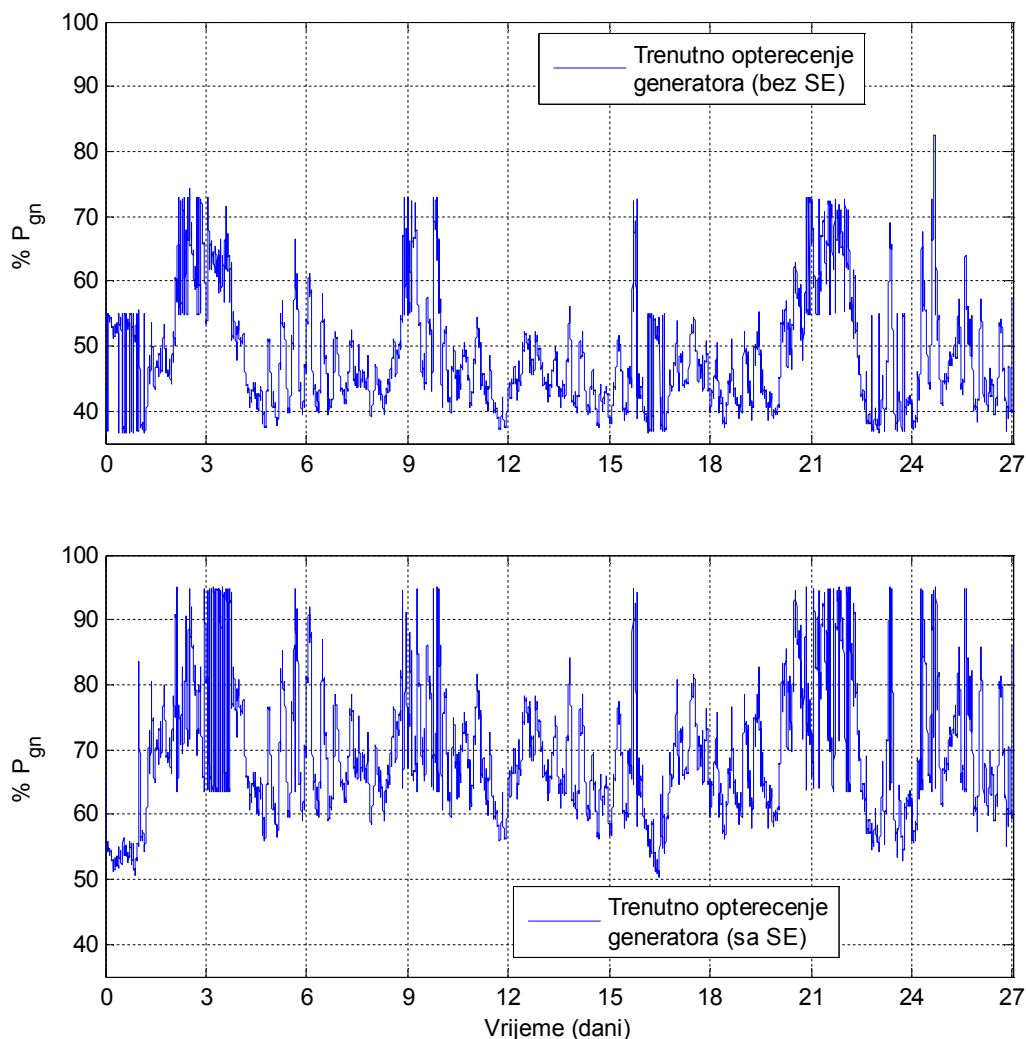 100
90
80
70
60
50
40
% P_gn
Trenutno opterecenje
generatora (bez SE)
0 3 6 9 12 15 18 21 24 27
100
90
80
70
60
50
40
% P_gn
Trenutno opterecenje
generatora (sa SE)
0 3 6 9 12 15 18 21 24 27
Vrijeme (dani)